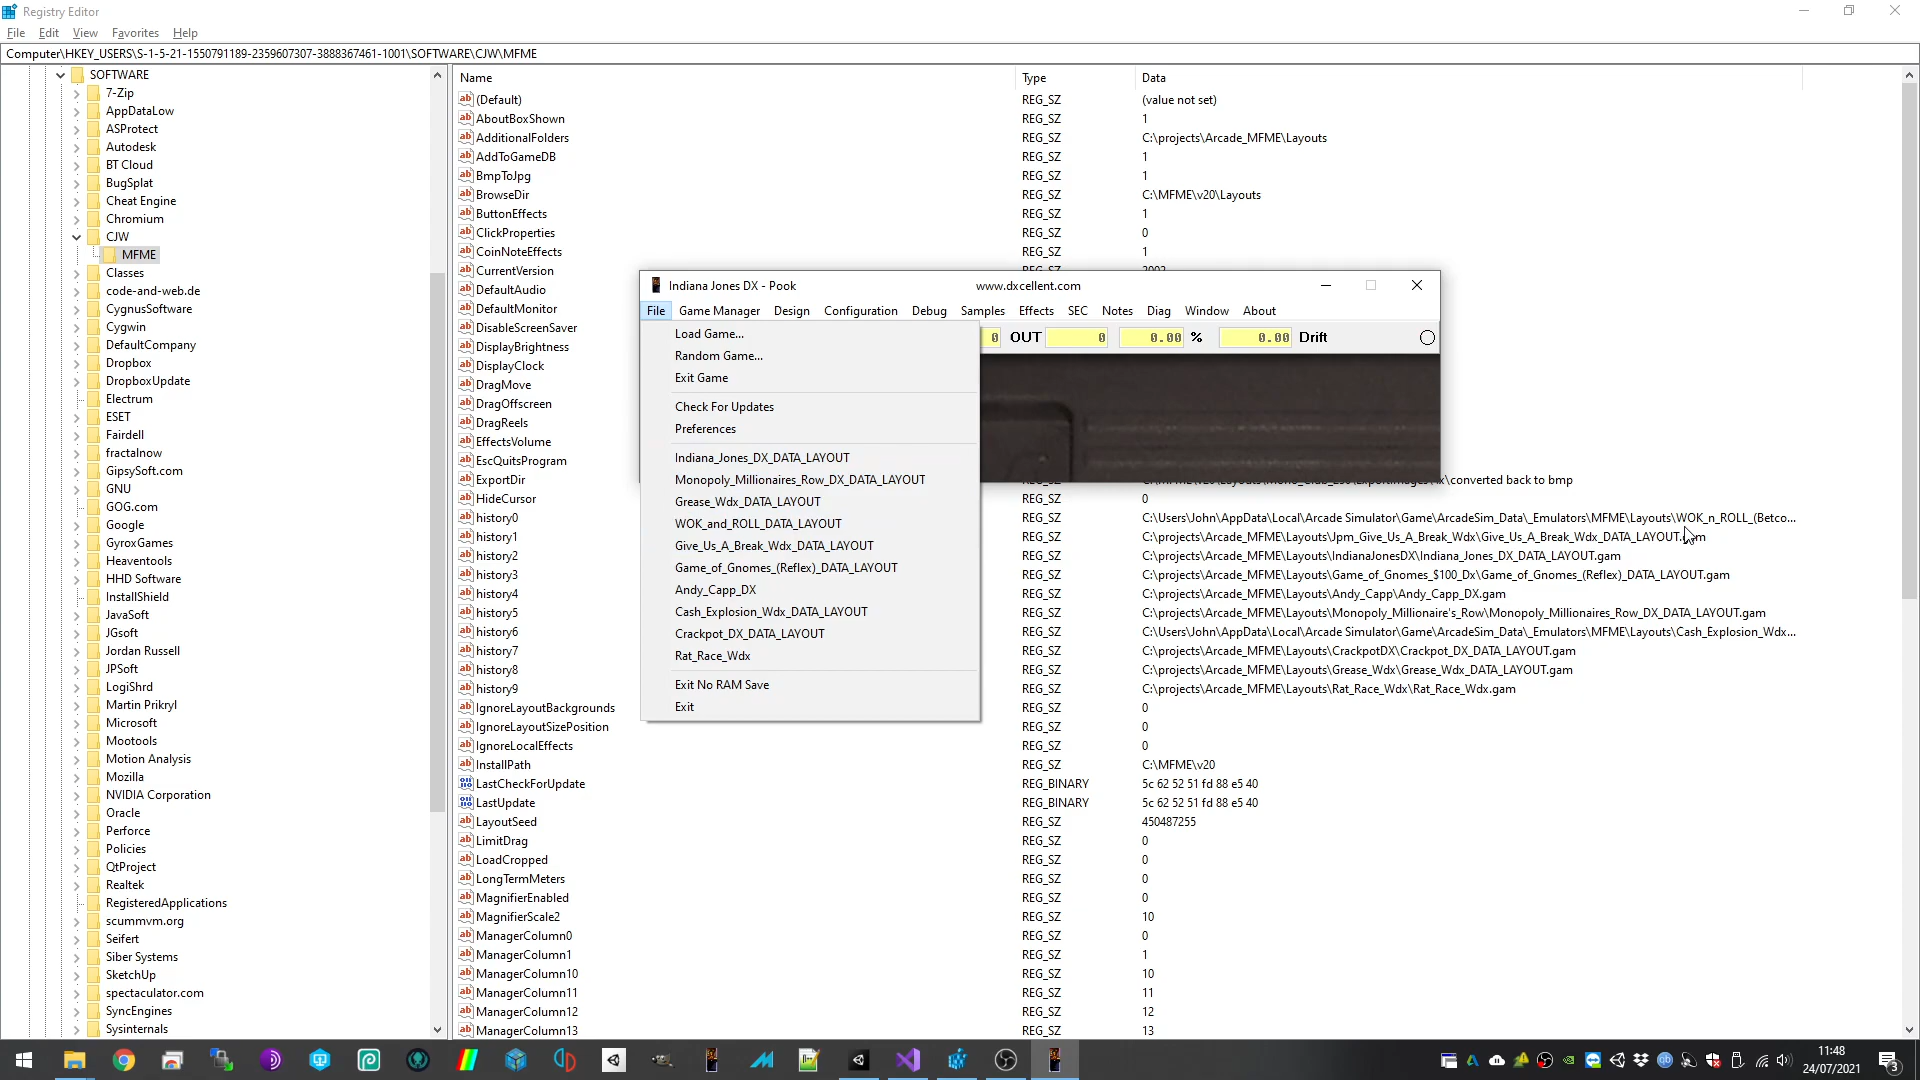 Registry Editor
File Edit View Favorites Help
Computer\HKEY_USERS\S-1-5-21-1550791189-2359607307-3888367461-1001\SOFTWARE\CJW\MFME
SOFTWARE
7-Zip
AppDataLow
ASProtect
Autodesk
BT Cloud
BugSplat
Cheat Engine
Chromium
CJW
MFME
Classes
code-and-web.de
CygnusSoftware
Cygwin
DefaultCompany
Dropbox
DropboxUpdate
Electrum
ESET
Fairdell
fractalnow
GipsySoft.com
GNU
GOG.com
Google
GyroxGames
Heaventools
HHD Software
InstallShield
JavaSoft
JGsoft
Jordan Russell
JPSoft
LogiShrd
Martin Prikryl
Microsoft
Mootools
Motion Analysis
Mozilla
NVIDIA Corporation
Oracle
Perforce
Policies
QtProject
Realtek
RegisteredApplications
scummvm.org
Seifert
Siber Systems
SketchUp
spectaculator.com
SyncEngines
Sysinternals
Name Type Data
(Default) REG_SZ (value not set)
AboutBoxShown REG_SZ 1
AdditionalFolders REG_SZ C:\projects\Arcade_MFME\Layouts
AddToGameDB REG_SZ 1
BmpToJpg REG_SZ 1
BrowseDir REG_SZ C:\MFME\v20\Layouts
ButtonEffects REG_SZ 1
ClickProperties REG_SZ 0
CoinNoteEffects REG_SZ 1
CurrentVersion
DefaultAudio
DefaultMonitor
DisableScreenSaver
DisplayBrightness
DisplayClock
DragMove
DragOffscreen
DragReels
EffectsVolume
EscQuitsProgram
ExportDir
HideCursor REG_SZ 0
history0 REG_SZ C:\Users\John\AppData\Local\Arcade Simulator\Game\ArcadeSim_Data\_Emulators\MFME\Layouts\WOK_n_ROLL_(Betco...
history1 REG_SZ C:\projects\Arcade_MFME\Layouts\Jpm_Give_Us_A_Break_Wdx\Give_Us_A_Break_Wdx_DATA_LAYOUT.
history2 REG_SZ C:\projects\Arcade_MFME\Layouts\IndianaJonesDX\Indiana_Jones_DX_DATA_LAYOUT.gam
history3 REG_SZ C:\projects\Arcade_MFME\Layouts\Game_of_Gnomes_$100_Dx\Game_of_Gnomes_(Reflex)_DATA_LAYOUT.gam
history4 REG_SZ C:\projects\Arcade_MFME\Layouts\Andy_Capp\Andy_Capp_DX.gam
history5 REG_SZ C:\projects\Arcade_MFME\Layouts\Monopoly_Millionaire's_Row\Monopoly_Millionaires_Row_DX_DATA_LAYOUT.gam
history6 REG_SZ C:\Users\John\AppData\Local\Arcade Simulator\Game\ArcadeSim_Data\_Emulators\MFME\Layouts\Cash_Explosion_Wdx...
history7 REG_SZ C:\projects\Arcade_MFME\Layouts\CrackpotDX\Crackpot_DX_DATA_LAYOUT.gam
history8 REG_SZ C:\projects\Arcade_MFME\Layouts\Grease_Wdx\Grease_Wdx_DATA_LAYOUT.gam
history9 REG_SZ C:\projects\Arcade_MFME\Layouts\Rat_Race_Wdx\Rat_Race_Wdx.gam
IgnoreLayoutBackgrounds REG_SZ 0
IgnoreLayoutSizePosition REG_SZ 0
IgnoreLocalEffects REG_SZ 0
InstallPath REG_SZ C:\MFME\v20
LastCheckForUpdate REG_BINARY 5c 62 52 51 fd 88 e5 40
LastUpdate REG_BINARY 5c 62 52 51 fd 88 e5 40
LayoutSeed REG_SZ 450487255
LimitDrag REG_SZ 0
LoadCropped REG_SZ 0
LongTermMeters REG_SZ 0
MagnifierEnabled REG_SZ 0
MagnifierScale2 REG_SZ 10
ManagerColumn0 REG_SZ 0
ManagerColumn1 REG_SZ 1
ManagerColumn10 REG_SZ 10
ManagerColumn11 REG_SZ 11
ManagerColumn12 REG_SZ 12
ManagerColumn13 REG_SZ 13
Indiana Jones DX - Pook www.dxcellent.com
File Game Manager Design Configuration Debug Samples Effects SEC Notes Diag Window About
0 OUT 0 0.00 % 0.00 Drift
Load Game...
Random Game...
Exit Game
Check For Updates
Preferences
Indiana_Jones_DX_DATA_LAYOUT
Monopoly_Millionaires_Row_DX_DATA_LAYOUT
Grease_Wdx_DATA_LAYOUT
WOK_and_ROLL_DATA_LAYOUT
Give_Us_A_Break_Wdx_DATA_LAYOUT
Game_of_Gnomes_(Reflex)_DATA_LAYOUT
Andy_Capp_DX
Cash_Explosion_Wdx_DATA_LAYOUT
Crackpot_DX_DATA_LAYOUT
Rat_Race_Wdx
Exit No RAM Save
Exit
\converted back to bmp
11:48
24/07/2021
3